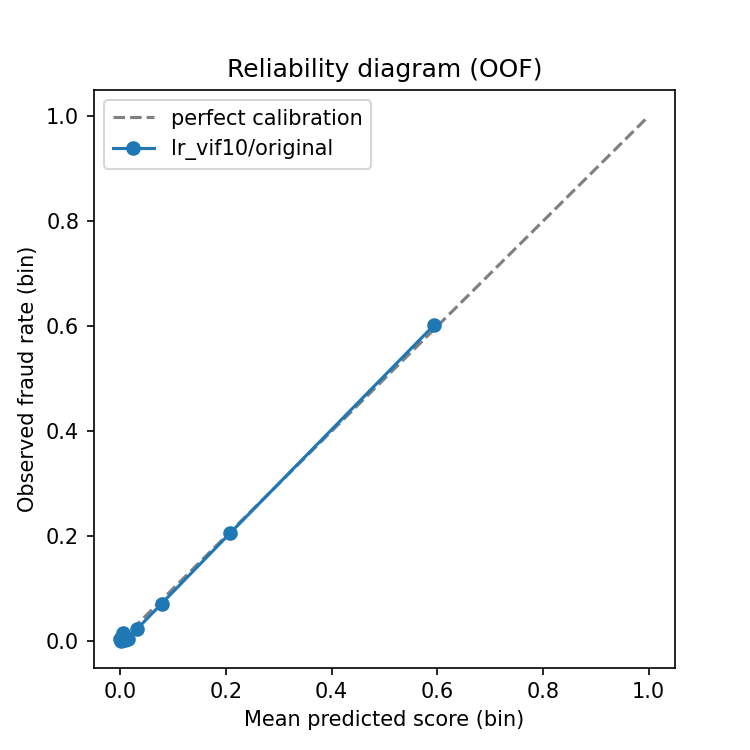 Reliability diagram (OOF)
perfect calibration
lr_vif10/original
Observed fraud rate (bin)
1.0
0.8
0.6
0.4
0.2
0.0
0.0 0.2 0.4 0.6 0.8 1.0
Mean predicted score (bin)